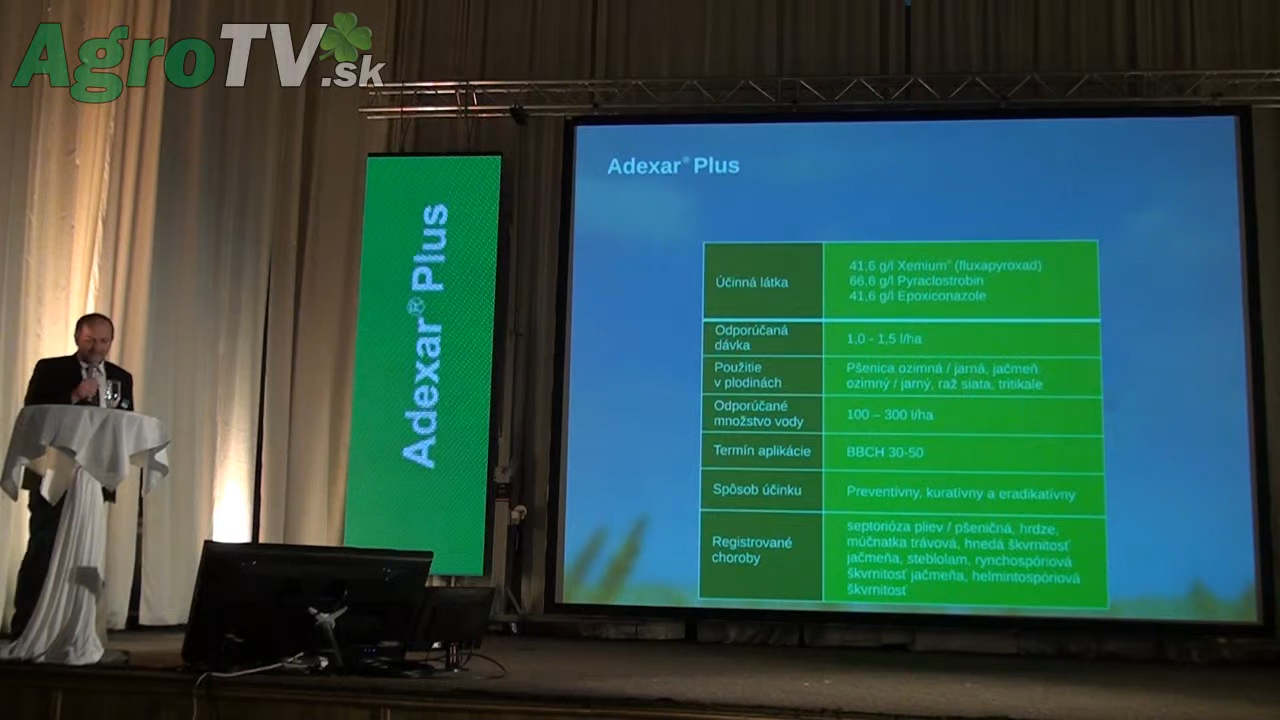 AgroTV.sk
Adexar® Plus
Adexar® Plus
Účinná látka
41,6 g/l Xemium® (fluxapyroxad)
66,6 g/l Pyraclostrobin
41,6 g/l Epoxiconazole
Odporúčaná
dávka
1,0 - 1,5 l/ha
Použitie
v plodinách
Pšenica ozimná / jarná, jačmeň
ozimný / jarný, raž siata, tritikale
Odporúčané
množstvo vody
100 – 300 l/ha
Termín aplikácie
BBCH 30-50
Spôsob účinku
Preventívny, kuratívny a eradikatívny
Registrované
choroby
septorióza pliev / pšeničná, hrdze,
múčnatka trávová, hnedá škvrnitosť
jačmeňa, steblolam, rynchospóriová
škvrnitosť jačmeňa, helmintospóriová
škvrnitosť